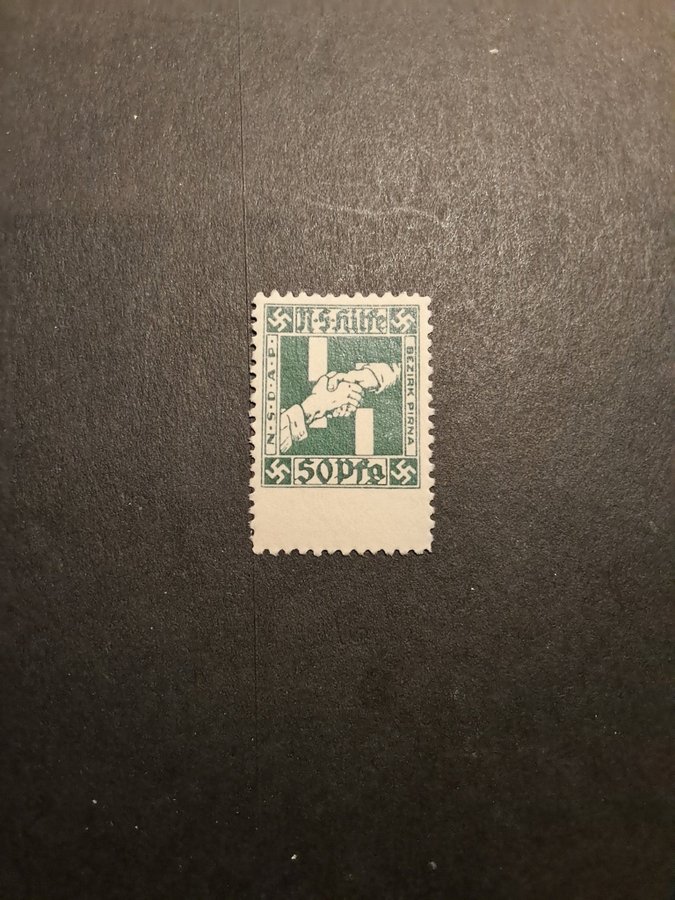 N·S·Hilfe
N·S·D·A·P·
BEZIRK PIRNA
50 Pfg